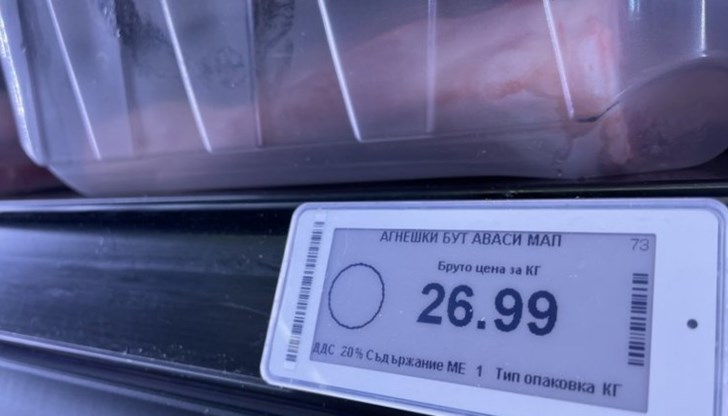 АГНЕШКИ БУТ АВАСИ МАП
73
Бруто цена за КГ
26.99
ДДС 20% Съдържание МЕ 1 Тип опаковка КГ